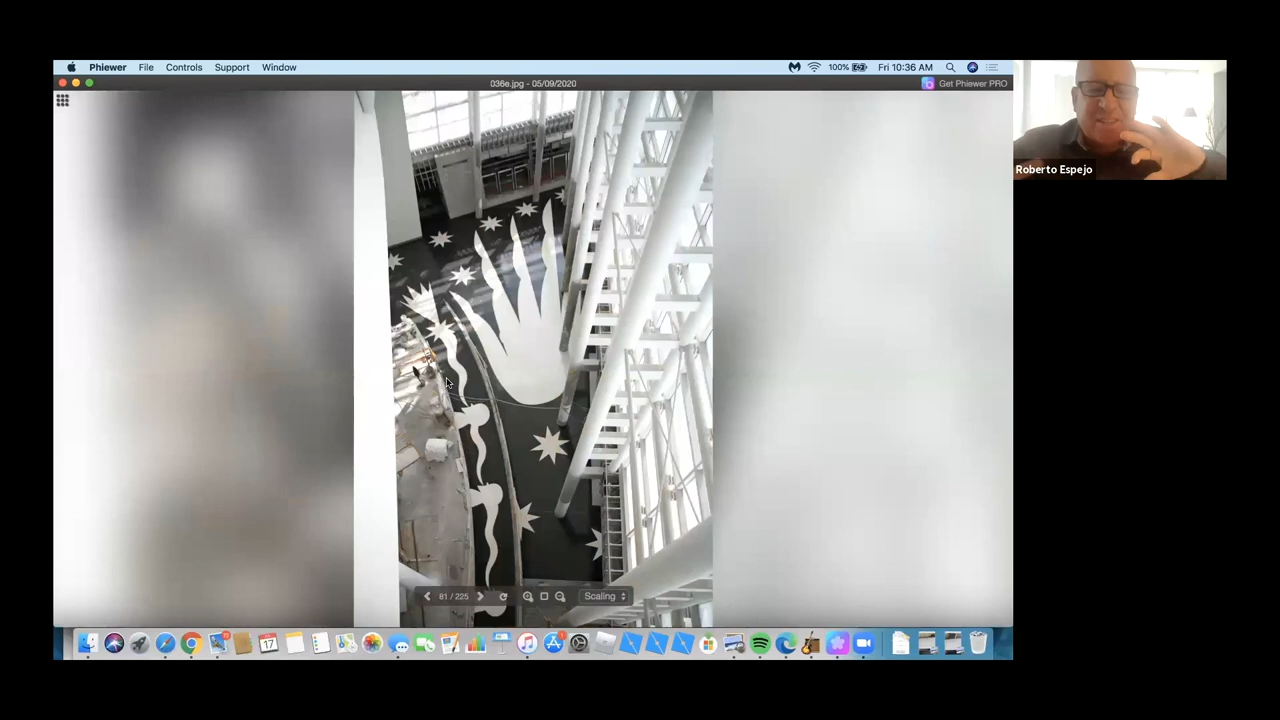 Phiewer File Controls Support Window 100% Fri 10:36 AM
036e.jpg - 05/09/2020 Get Phiewer PRO
Roberto Espejo
81 / 225 Scaling
17